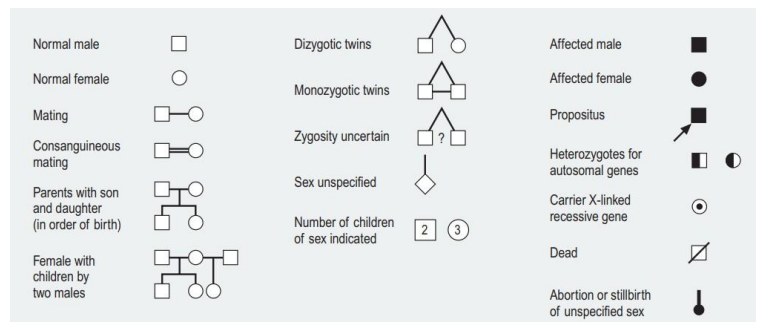 Normal male
Normal female
Mating
Consanguineous
mating
Parents with son
and daughter
(in order of birth)
Female with
children by
two males
Dizygotic twins
Monozygotic twins
Zygosity uncertain
?
Sex unspecified
Number of children
of sex indicated
2
3
Affected male
Affected female
Propositus
Heterozygotes for
autosomal genes
Carrier X-linked
recessive gene
Dead
Abortion or stillbirth
of unspecified sex